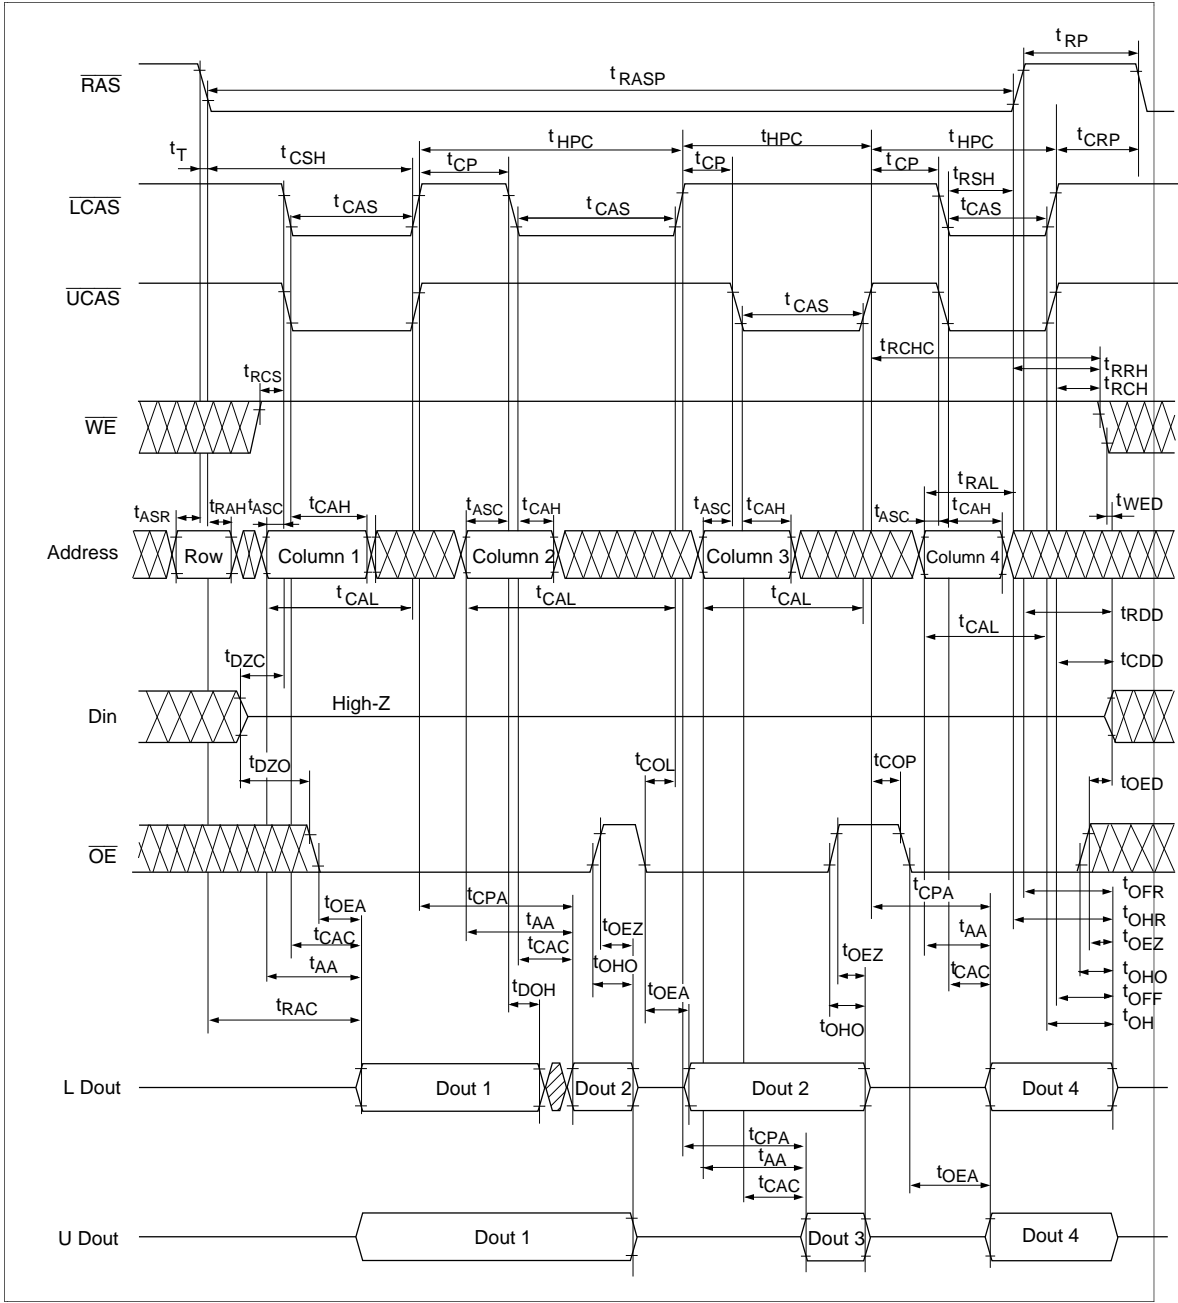 tRP
RAS
tRASP
tT
tCSH
tHPC
tHPC
tHPC
tCRP
tCP
tCP
tCP
tRSH
LCAS
tCAS
tCAS
tCAS
UCAS
tCAS
tRCHC
tRCS
tRRH
tRCH
WE
tRAL
tASR
tRAH
tASC
tCAH
tASC
tCAH
tASC
tCAH
tASC
tCAH
tWED
Address
Row
Column 1
Column 2
Column 3
Column 4
tCAL
tCAL
tCAL
tRDD
tCAL
tDZC
tCDD
Din
High-Z
tDZO
tCOL
tCOP
tOED
OE
tOEA
tCPA
tCPA
tOFR
tCAC
tAA
tOEZ
tAA
tOHR
tOEZ
tAA
tCAC
tOHO
tOEZ
tCAC
tOHO
tRAC
tDOH
tOEA
tOHO
tOFF
tOH
L Dout
Dout 1
Dout 2
Dout 2
Dout 4
tCPA
tAA
tCAC
tOEA
U Dout
Dout 1
Dout 3
Dout 4